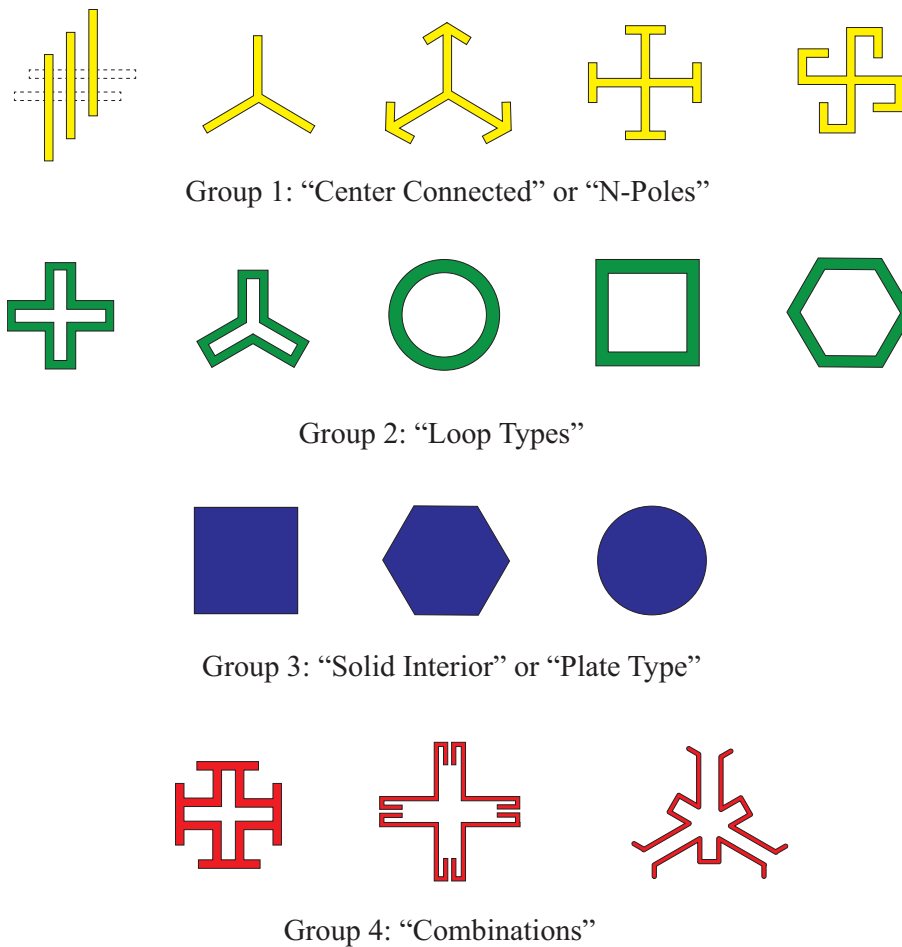 Group 1: “Center Connected” or “N-Poles”
Group 2: “Loop Types”
Group 3: “Solid Interior” or “Plate Type”
Group 4: “Combinations”